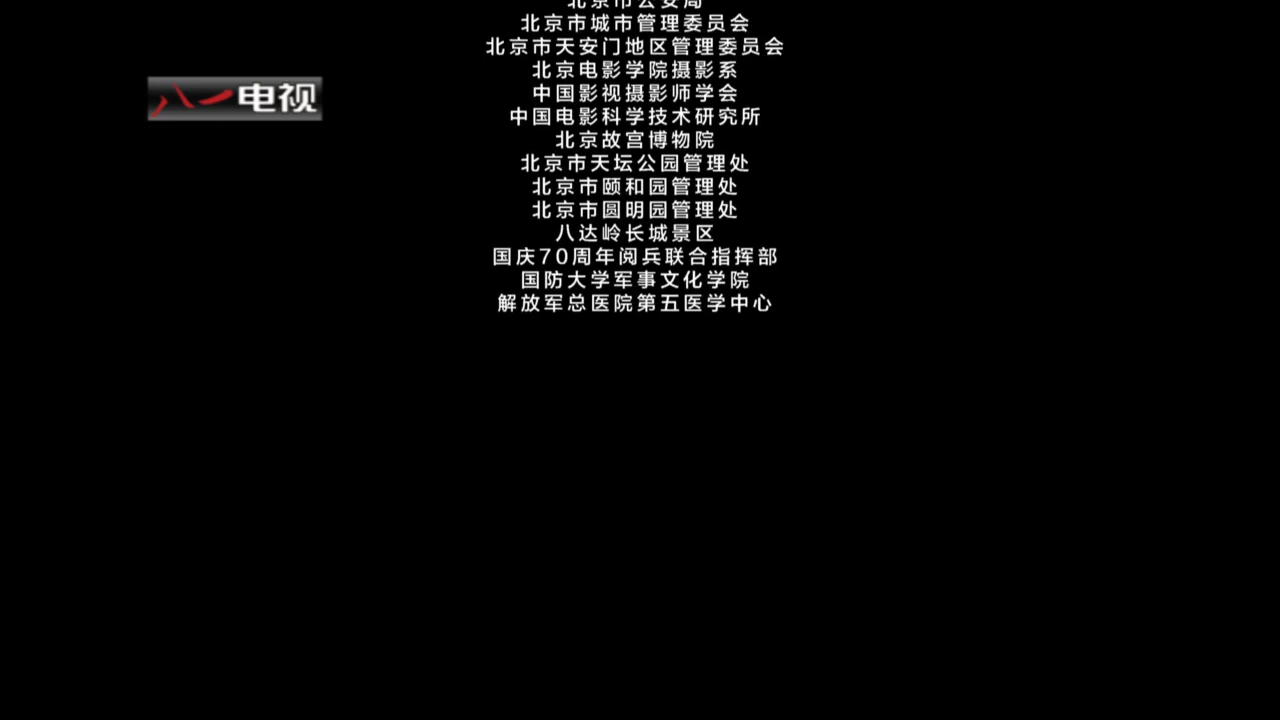 北京市公安局
北京市城市管理委员会
北京市天安门地区管理委员会
北京电影学院摄影系
八一电视
中国影视摄影师学会
中国电影科学技术研究所
北京故宫博物院
北京市天坛公园管理处
北京市颐和园管理处
北京市圆明园管理处
八达岭长城景区
国庆70周年阅兵联合指挥部
国防大学军事文化学院
解放军总医院第五医学中心